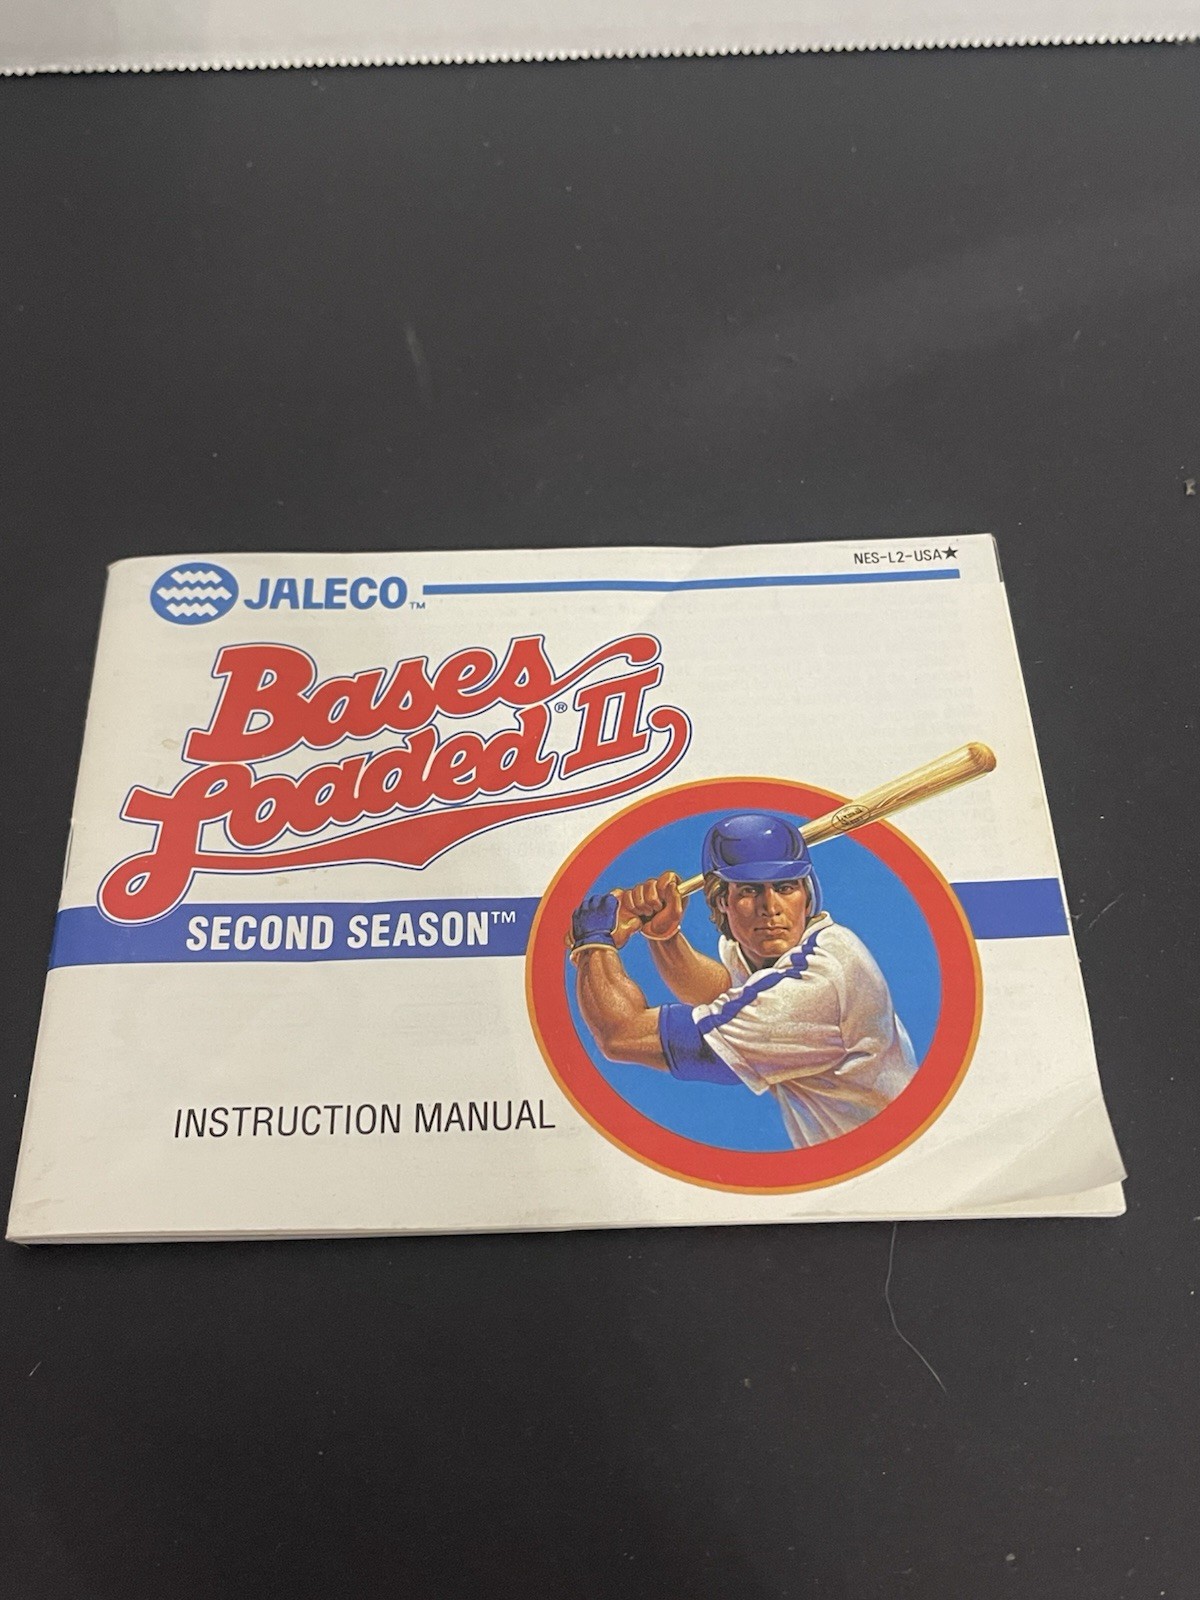 NES-L2-USA★
JALECO™
Bases
Loaded® II
SECOND SEASON™
INSTRUCTION MANUAL